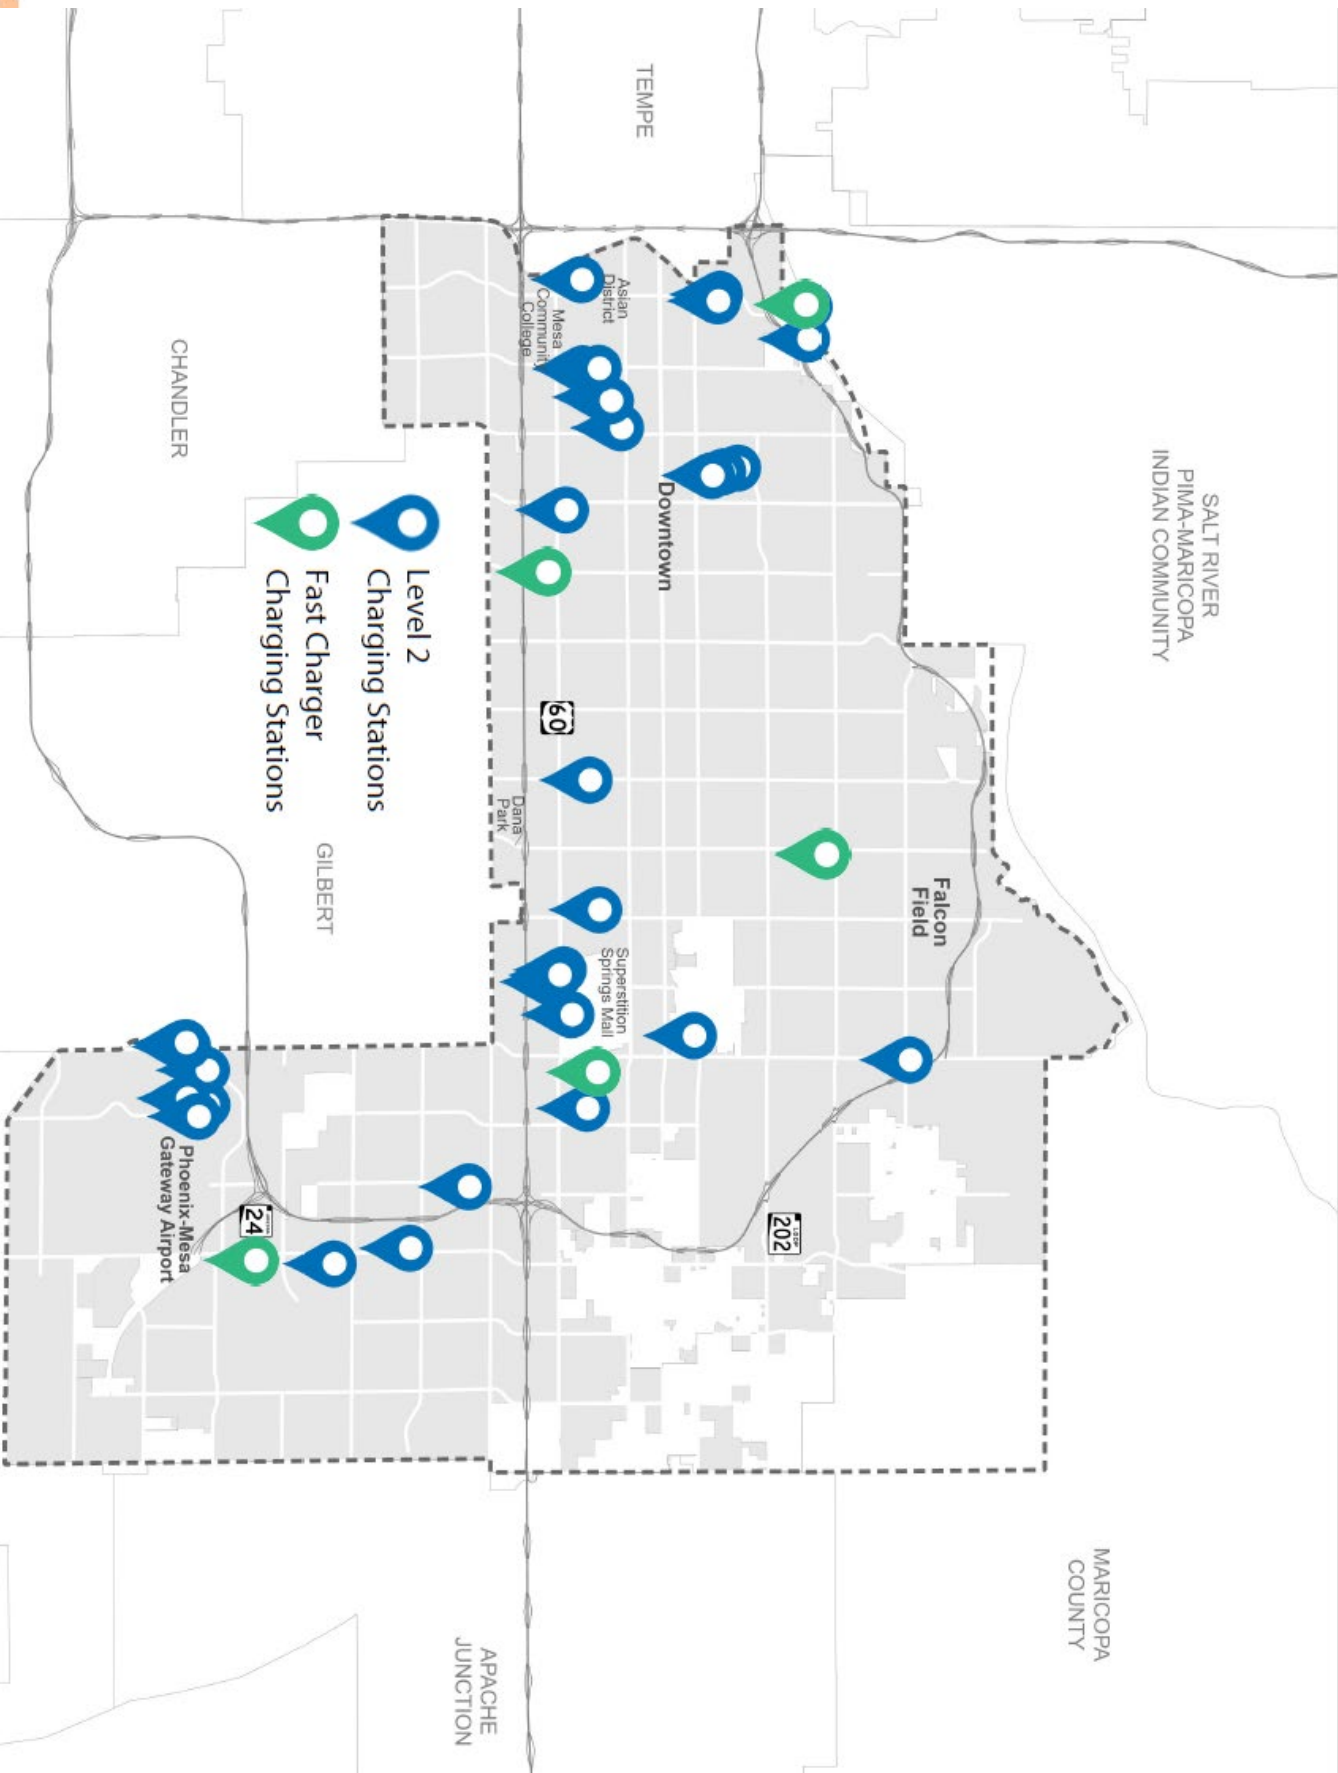 SALT RIVER
PIMA-MARICOPA
INDIAN COMMUNITY
MARICOPA
COUNTY
TEMPE
Falcon
Field
LOOP
202
Downtown
Asian
District
Superstition
Springs Mall
Mesa
Community
College
60
Dana
Park
APACHE
JUNCTION
Level 2
Charging Stations
Fast Charger
Charging Stations
GILBERT
CHANDLER
24
Phoenix-Mesa
Gateway Airport